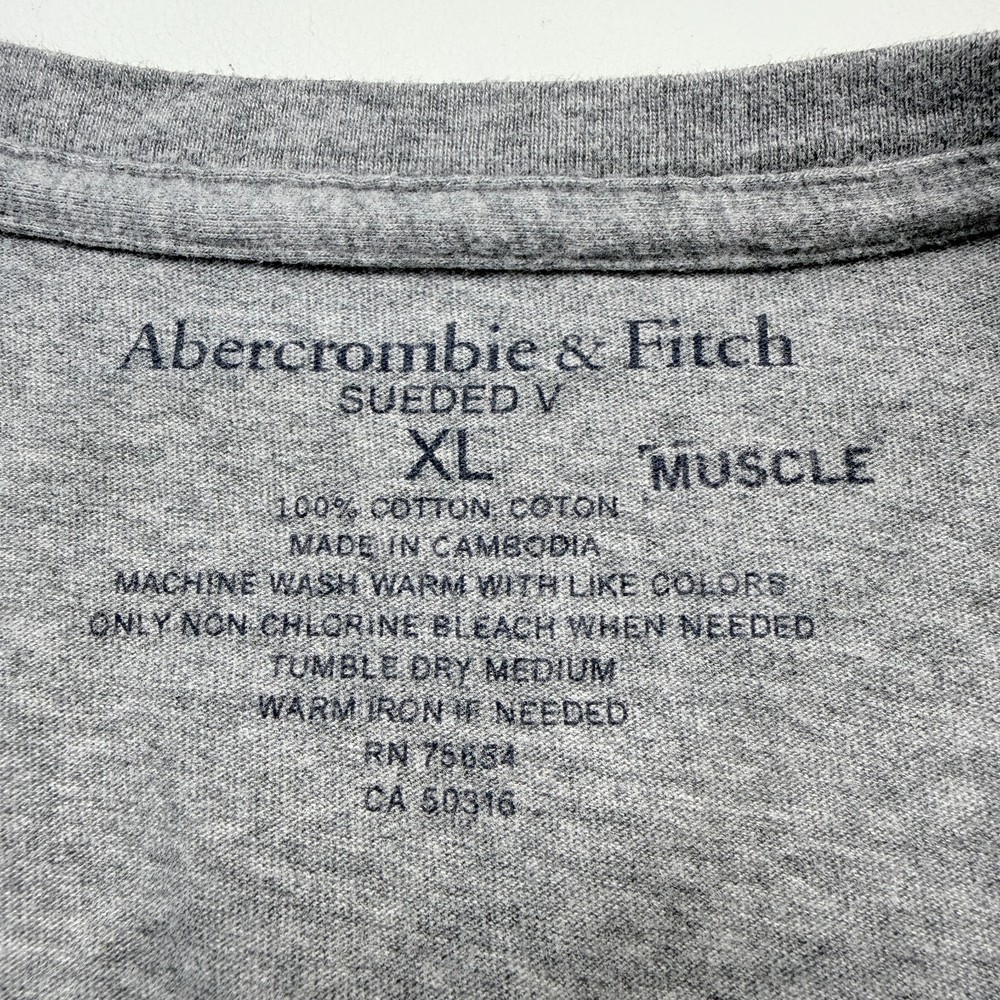 Abercrombie & Fitch
SUEDED V
XL
MUSCLE
100% COTTON COTON
MADE IN CAMBODIA
MACHINE WASH WARM WITH LIKE COLORS
ONLY NON CHLORINE BLEACH WHEN NEEDED
TUMBLE DRY MEDIUM
WARM IRON IF NEEDED
RN 75654
CA 50316